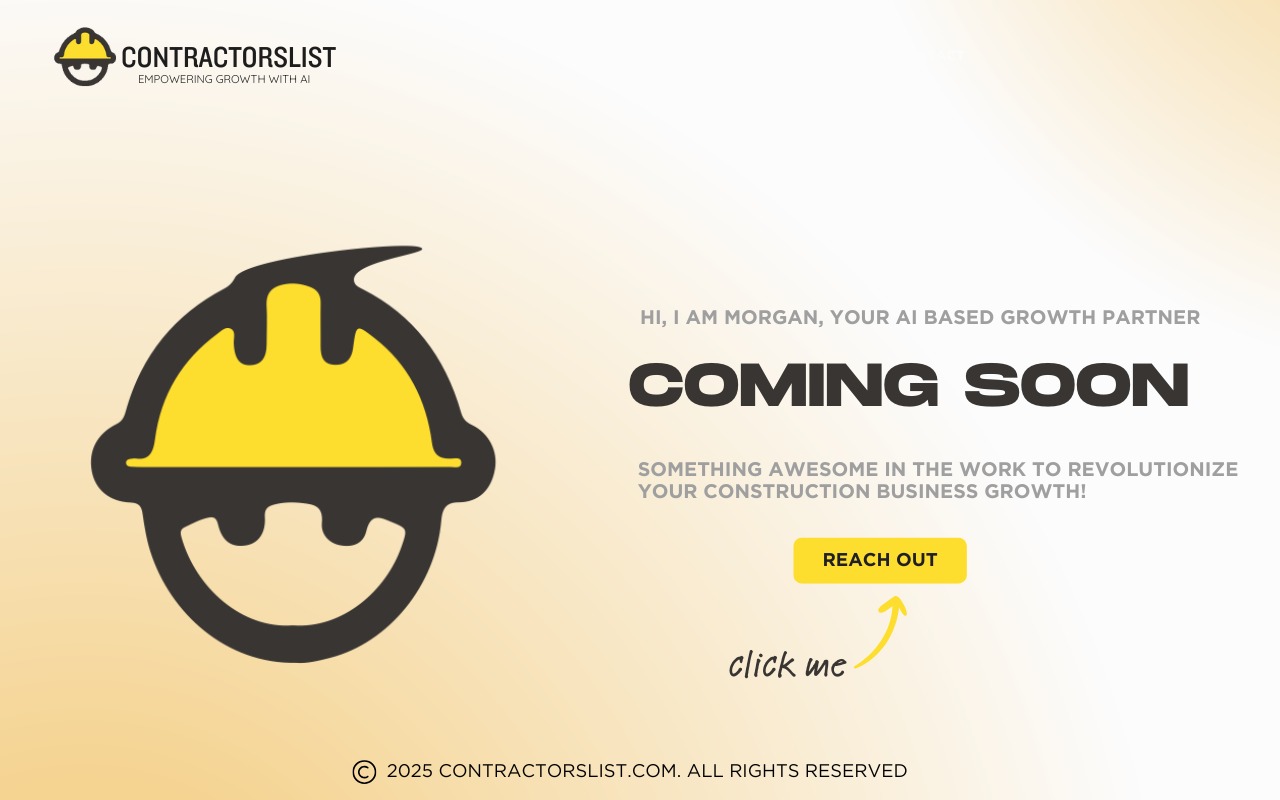 CONTRACTORSLIST
EMPOWERING GROWTH WITH AI
HI, I AM MORGAN, YOUR AI BASED GROWTH PARTNER
COMING SOON
SOMETHING AWESOME IN THE WORK TO REVOLUTIONIZE
YOUR CONSTRUCTION BUSINESS GROWTH!
REACH OUT
click me
© 2025 CONTRACTORSLIST.COM. ALL RIGHTS RESERVED